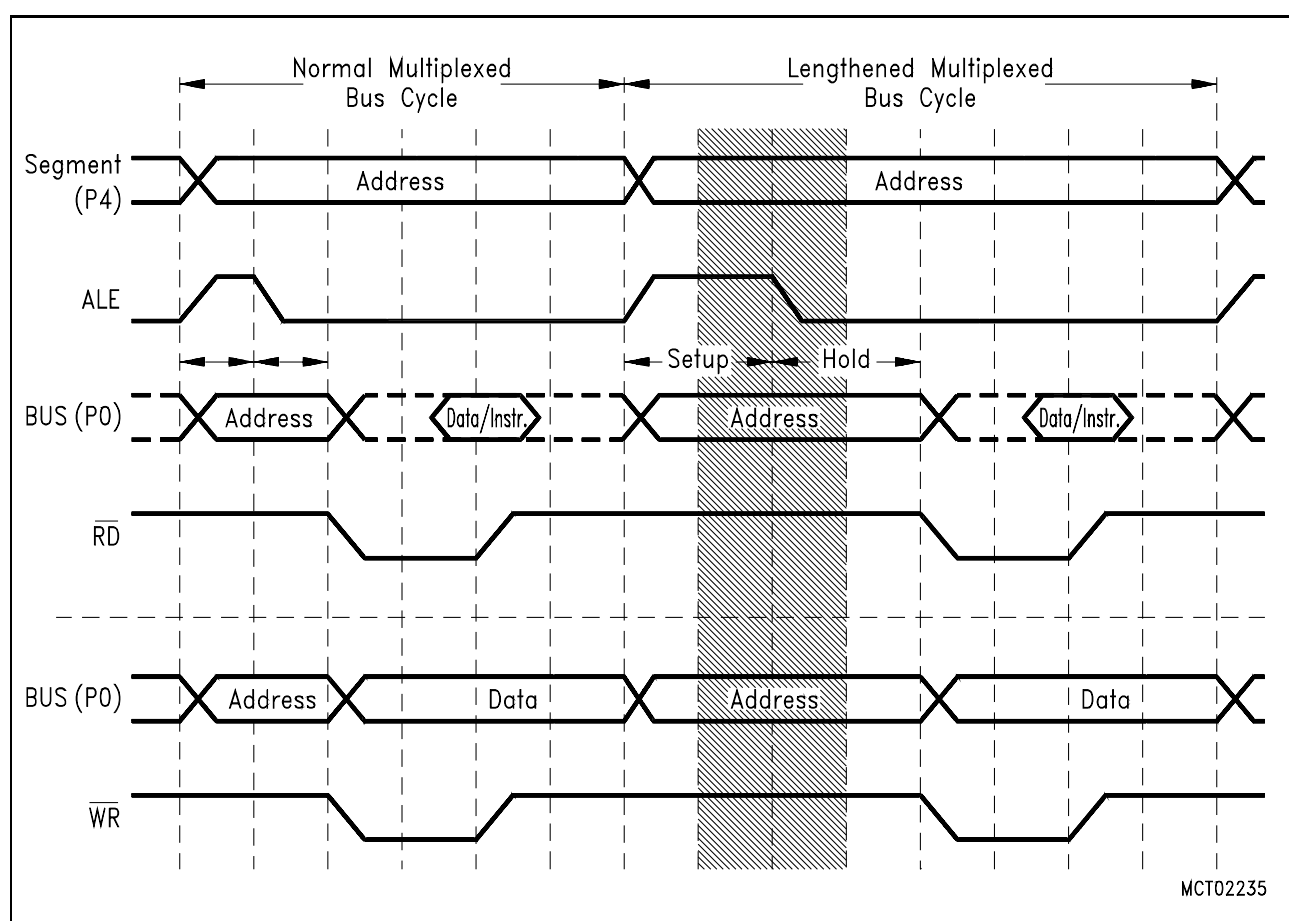 Normal Multiplexed
Bus Cycle
Lengthened Multiplexed
Bus Cycle
Segment
(P4)
Address
Address
ALE
Setup
Hold
BUS (P0)
Address
Data/Instr.
Address
Data/Instr.
RD
BUS (P0)
Address
Data
Address
Data
WR
MCT02235